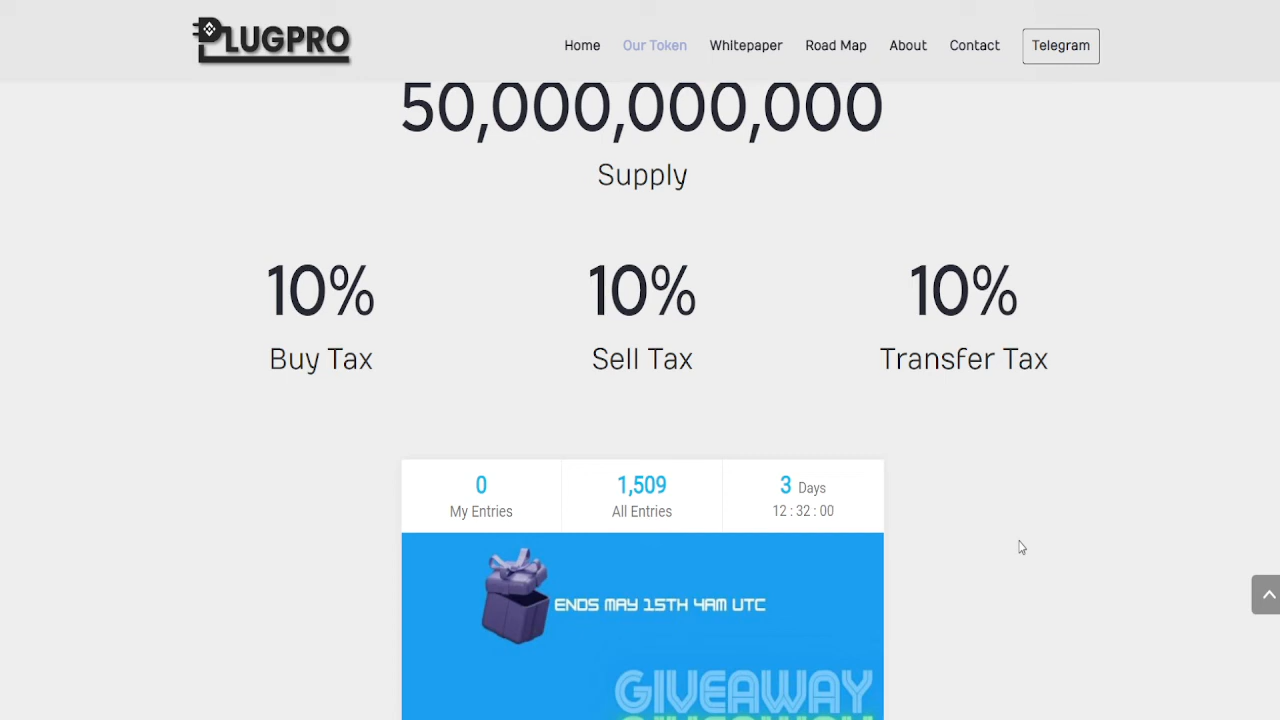 PLUGPRO
Home Our Token Whitepaper Road Map About Contact Telegram
50,000,000,000
Supply
10% 10% 10%
Buy Tax Sell Tax Transfer Tax
0 1,509 3 Days
My Entries All Entries 12 : 32 : 00
ENDS MAY 15TH 4AM UTC
GIVEAWAY
GIVEAWAY